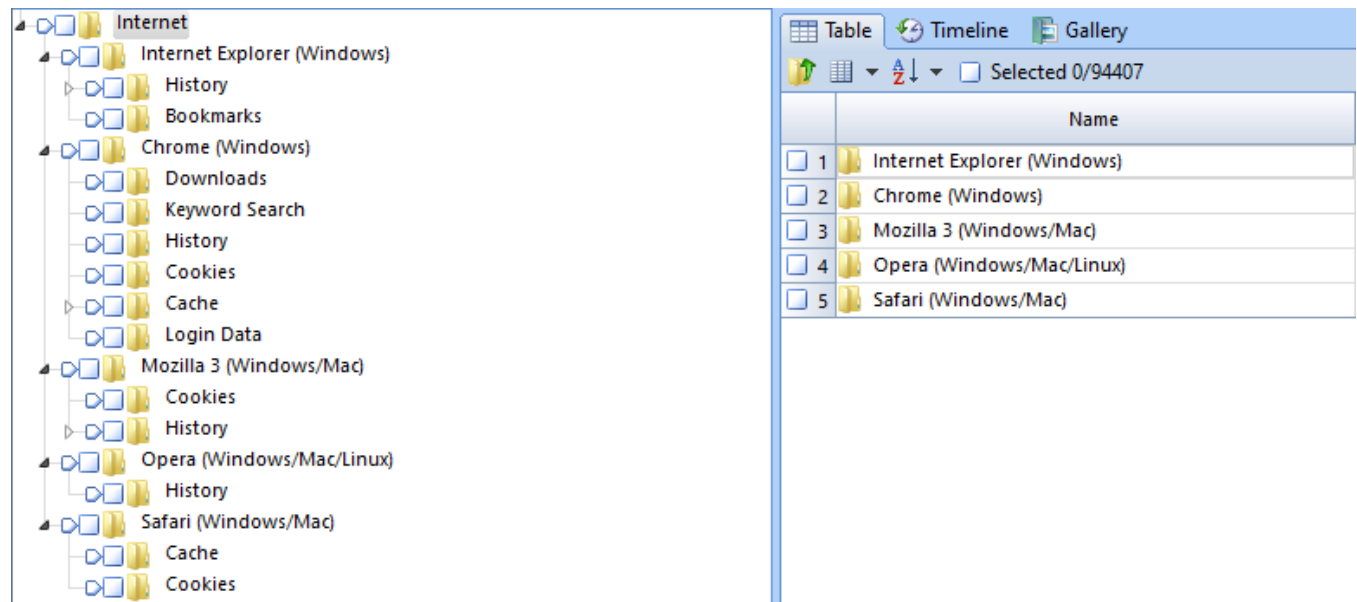 Internet
Internet Explorer (Windows)
History
Bookmarks
Chrome (Windows)
Downloads
Keyword Search
History
Cookies
Cache
Login Data
Mozilla 3 (Windows/Mac)
Cookies
History
Opera (Windows/Mac/Linux)
History
Safari (Windows/Mac)
Cache
Cookies
Table Timeline Gallery
A Z Selected 0/94407
Name
1 Internet Explorer (Windows)
2 Chrome (Windows)
3 Mozilla 3 (Windows/Mac)
4 Opera (Windows/Mac/Linux)
5 Safari (Windows/Mac)